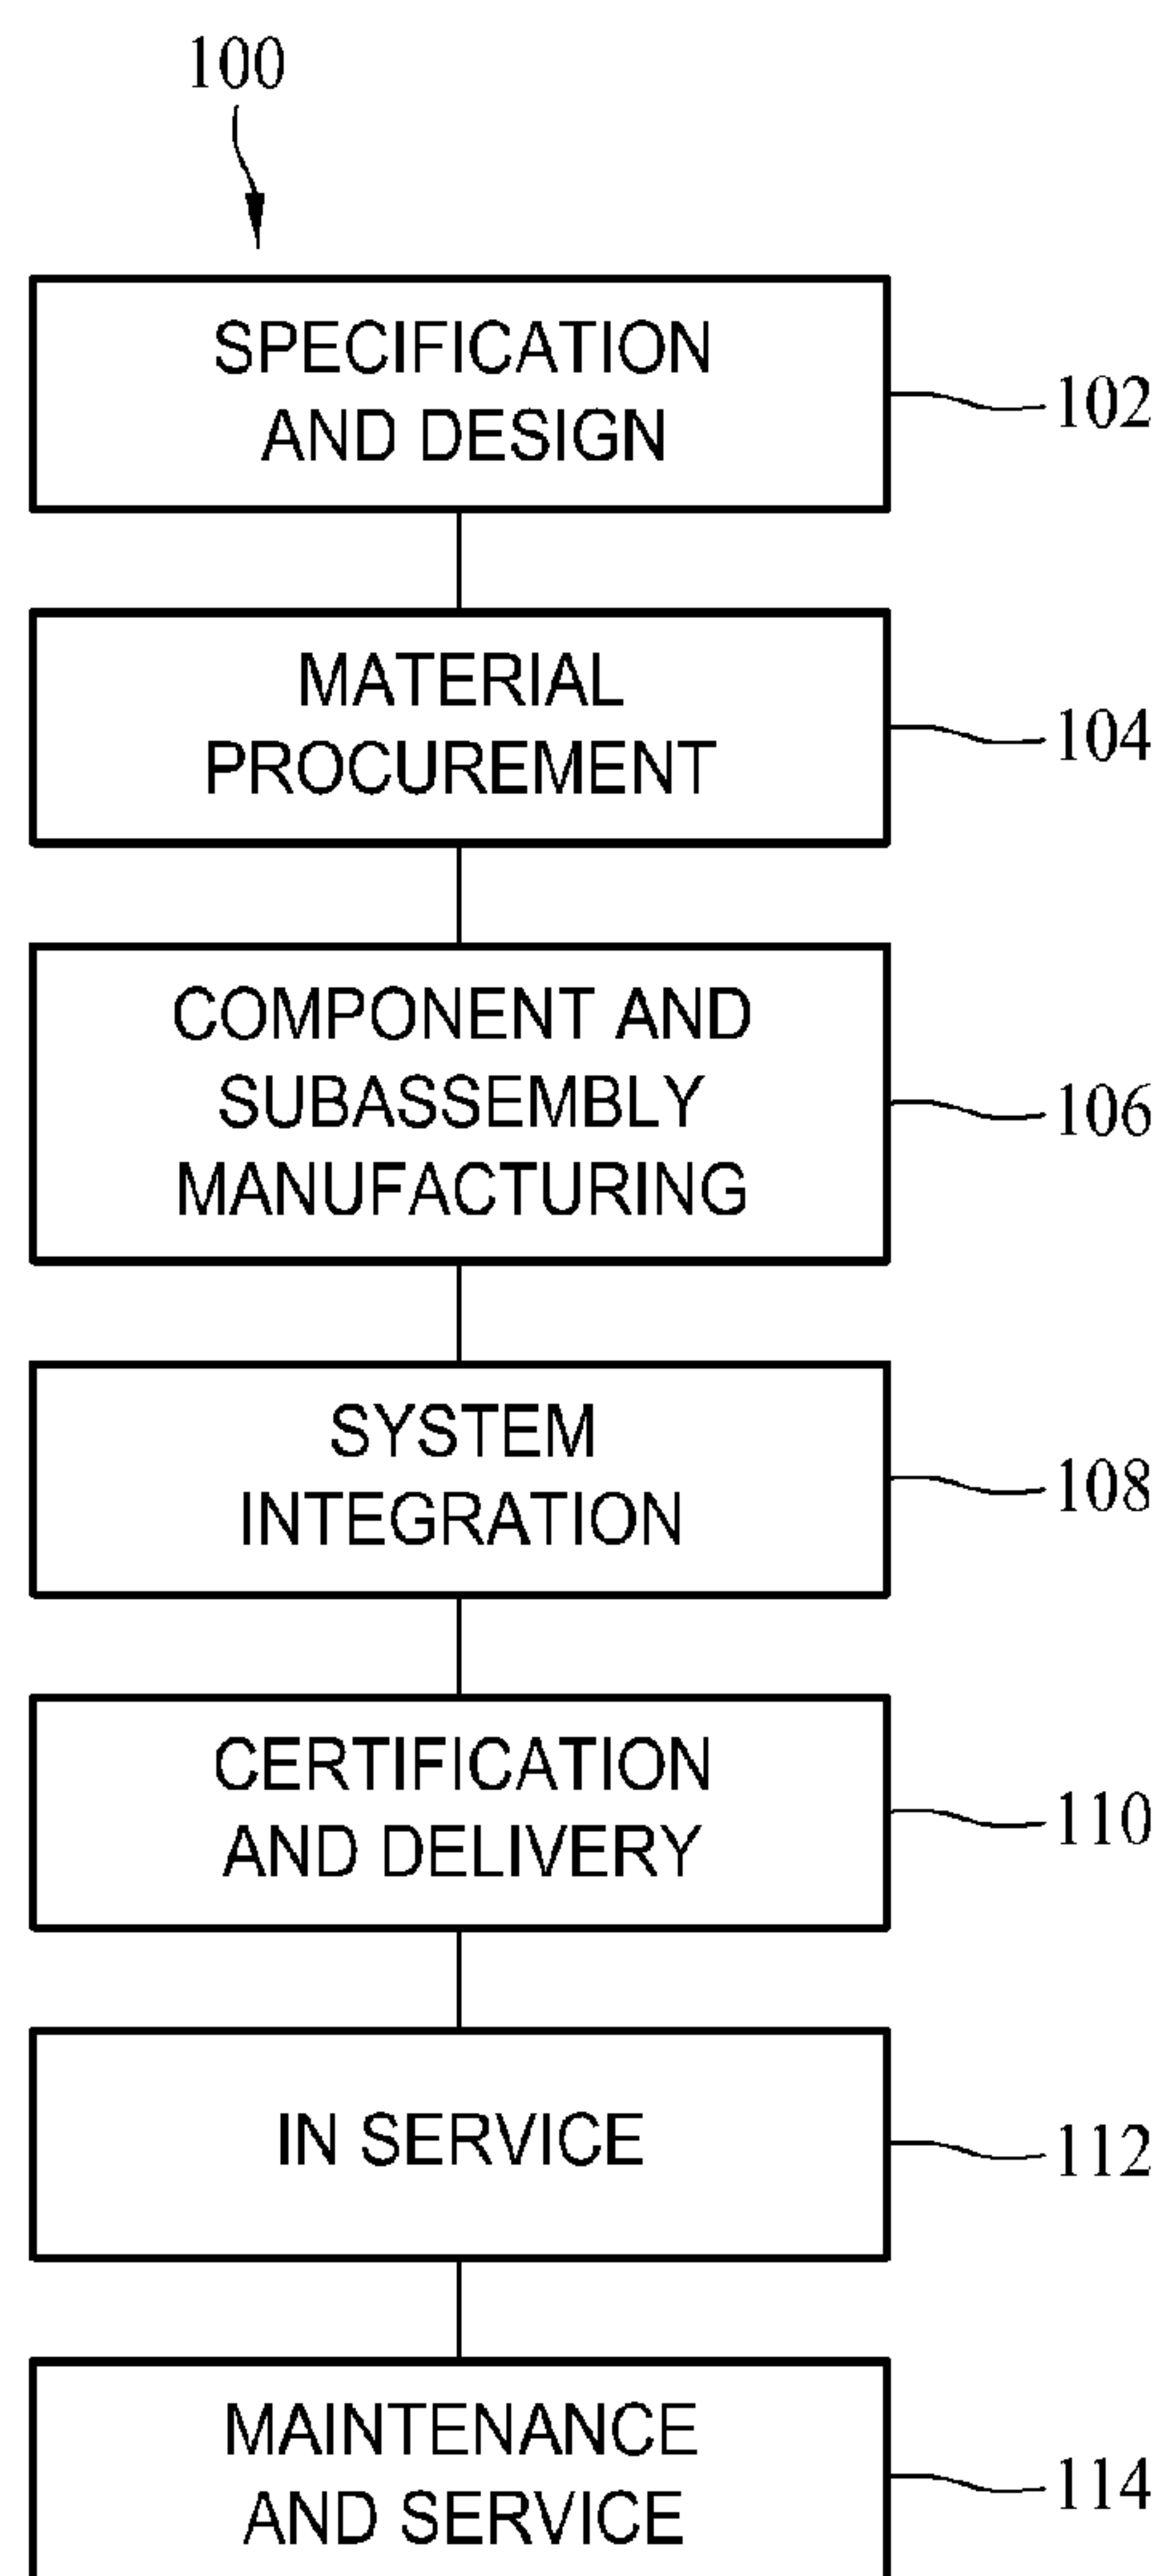 100
SPECIFICATION
AND DESIGN
102
MATERIAL
PROCUREMENT
104
COMPONENT AND
SUBASSEMBLY
MANUFACTURING
106
SYSTEM
INTEGRATION
108
CERTIFICATION
AND DELIVERY
110
IN SERVICE
112
MAINTENANCE
AND SERVICE
114